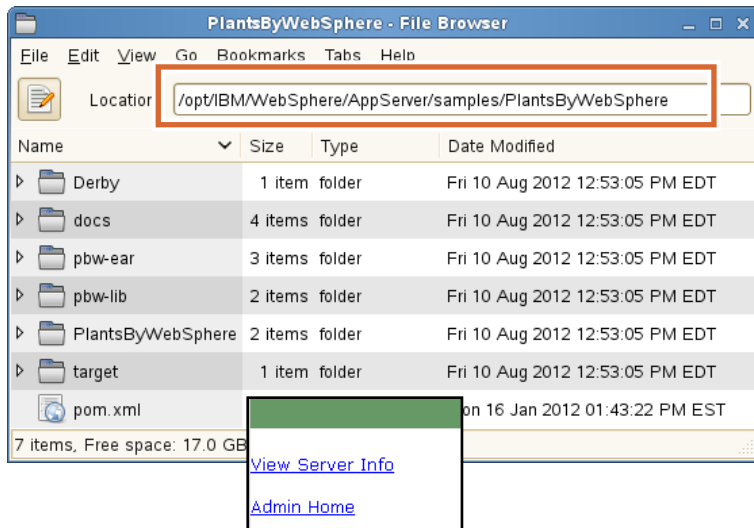 PlantsByWebSphere - File Browser
File Edit View Go Bookmarks Tabs Help
Location /opt/IBM/WebSphere/AppServer/samples/PlantsByWebSphere
Name Size Type Date Modified
Derby 1 item folder Fri 10 Aug 2012 12:53:05 PM EDT
docs 4 items folder Fri 10 Aug 2012 12:53:05 PM EDT
pbw-ear 3 items folder Fri 10 Aug 2012 12:53:05 PM EDT
pbw-lib 2 items folder Fri 10 Aug 2012 12:53:05 PM EDT
PlantsByWebSphere 2 items folder Fri 10 Aug 2012 12:53:05 PM EDT
target 1 item folder Fri 10 Aug 2012 12:53:05 PM EDT
pom.xml on 16 Jan 2012 01:43:22 PM EST
7 items, Free space: 17.0 GB
View Server Info
Admin Home